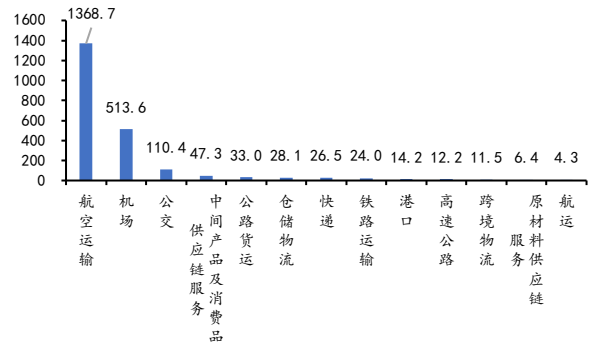 1600
1400
1200
1000
800
600
400
200
0
1368.7
513.6
110.4
47.3
33.0
28.1
26.5
24.0
14.2
12.2
11.5
6.4
4.3
航空运输
机场
公交
中间产品及消费品
供应链服务
公路货运
仓储物流
快递
铁路运输
港口
高速公路
跨境物流
原材料供应链
服务
航运